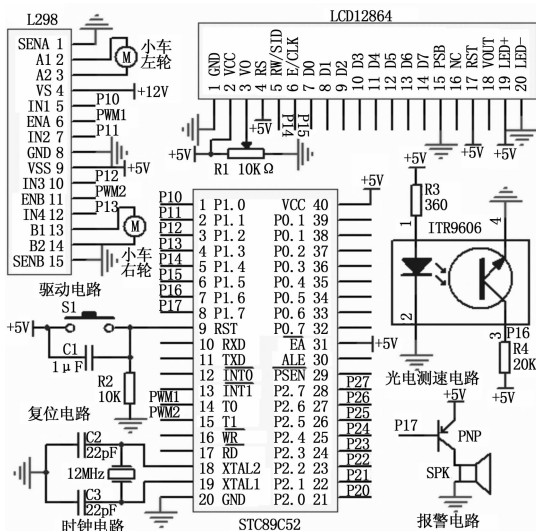 L298
SENA 1
A1 2
A2 3
VS 4
IN1 5
ENA 6
IN2 7
GND 8
VSS 9
IN3 10
ENB 11
IN4 12
B1 13
B2 14
SENB 15
M
小车
左轮
+12V
P10
PWM1
P11
+5V
P12
PWM2
P13
M
小车
右轮
驱动电路
LCD12864
GND 1
VCC 2
VO 3
RS 4
RW/SID 5
E/CLK 6
D0 7
D1 8
D2 9
D3 10
D4 11
D5 12
D6 13
D7 14
PSB 15
NC 16
RST 17
VOUT 18
LED+ 19
LED- 20
+5V
P14
P15
+5V
+5V
+5V
R1 10KΩ
P10 1 P1.0
P11 2 P1.1
P12 3 P1.2
P13 4 P1.3
P14 5 P1.4
P15 6 P1.5
P16 7 P1.6
P17 8 P1.7
9 RST
10 RXD
11 TXD
12 INT0
13 INT1
PWM1 14 T0
PWM2 15 T1
16 WR
17 RD
18 XTAL2
19 XTAL1
20 GND
VCC 40
P0.1 39
P0.1 38
P0.2 37
P0.3 36
P0.4 35
P0.5 34
P0.6 33
P0.7 32
EA 31
ALE 30
PSEN 29
P2.7 28 P27
P2.6 27 P26
P2.5 26 P25
P2.4 25 P24
P2.3 24 P23
P2.2 23 P22
P2.1 22 P21
P2.0 21 P20
+5V
+5V
STC89C52
S1
+5V
C1
1μF
R2
10K
复位电路
C2
22pF
12MHz
C3
22pF
时钟电路
+5V
R3
360
1
4
ITR9606
2
3
P16
R4
20K
+5V
光电测速电路
+5V
P17
PNP
SPK
报警电路